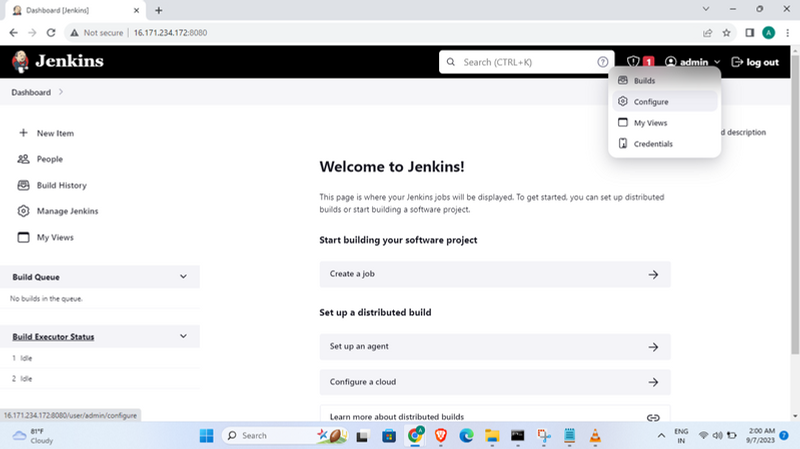 Dashboard [Jenkins]
Not secure
16.171.234.172:8080
A
Jenkins
Search (CTRL+K)
?
1
admin
log out
Dashboard
Builds
Configure
My Views
Credentials
d description
New Item
People
Build History
Manage Jenkins
My Views
Build Queue
No builds in the queue.
Build Executor Status
1 Idle
2 Idle
Welcome to Jenkins!
This page is where your Jenkins jobs will be displayed. To get started, you can set up distributed
builds or start building a software project.
Start building your software project
Create a job
Set up a distributed build
Set up an agent
Configure a cloud
Learn more about distributed builds
16.171.234.172:8080/user/admin/configure
81°F
Cloudy
Search
A
ENG
IN
2:00 AM
9/7/2023